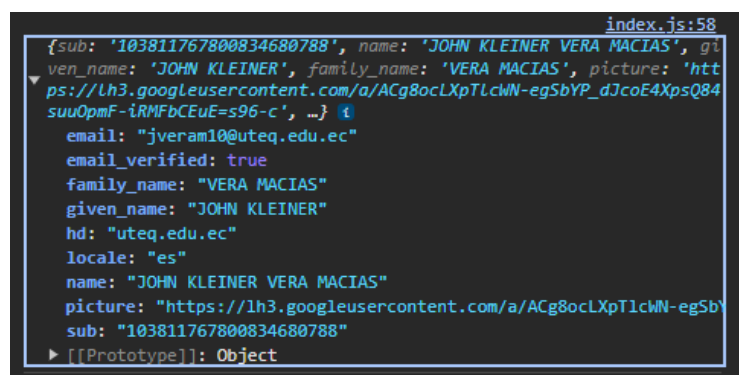 index.js:58
{sub: '103811767800834680788', name: 'JOHN KLEINER VERA MACIAS', gi
ven_name: 'JOHN KLEINER', family_name: 'VERA MACIAS', picture: 'htt
ps://lh3.googleusercontent.com/a/ACg8ocLXpTlcWN-egSbYP_dJcoE4XpsQ84
suuOpmF-iRMFbCEuE=s96-c', …}
email: "jveram10@uteq.edu.ec"
email_verified: true
family_name: "VERA MACIAS"
given_name: "JOHN KLEINER"
hd: "uteq.edu.ec"
locale: "es"
name: "JOHN KLEINER VERA MACIAS"
picture: "https://lh3.googleusercontent.com/a/ACg8ocLXpTlcWN-egSbY
sub: "103811767800834680788"
[[Prototype]]: Object